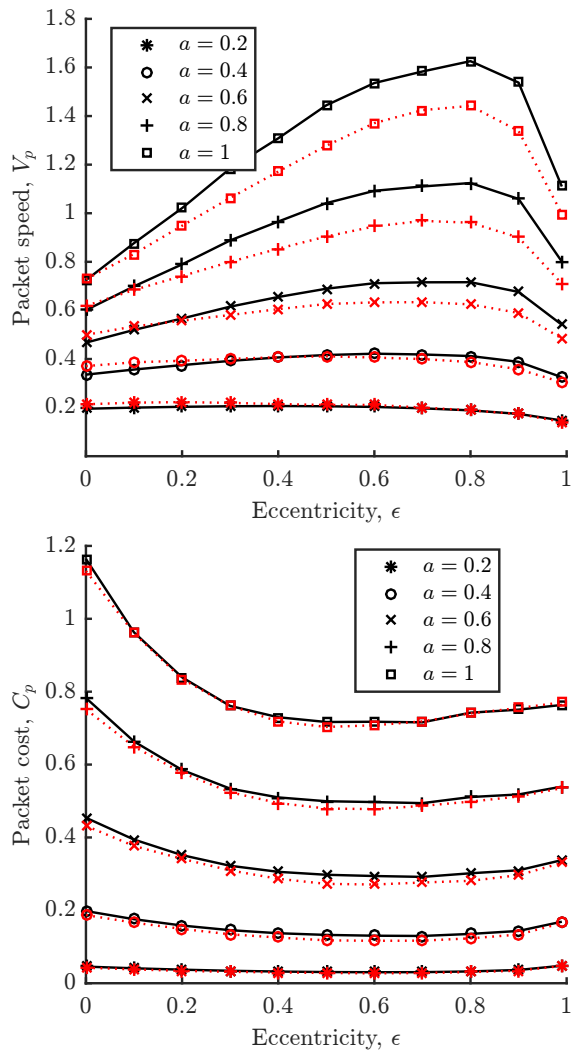 1.8
1.6
1.4
1.2
1
0.8
0.6
0.4
0.2
Packet speed, $V_p$
a = 0.2
a = 0.4
a = 0.6
a = 0.8
a = 1
0 0.2 0.4 0.6 0.8 1
Eccentricity, ϵ
1.2
1
0.8
0.6
0.4
0.2
0
Packet cost, $C_p$
a = 0.2
a = 0.4
a = 0.6
a = 0.8
a = 1
0 0.2 0.4 0.6 0.8 1
Eccentricity, ϵ